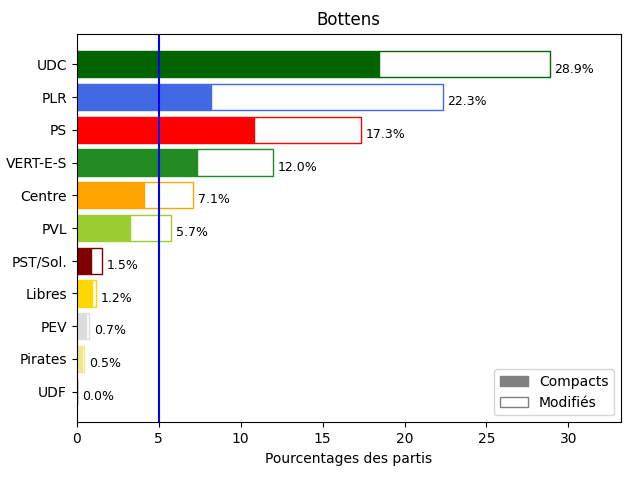 Bottens
UDC 28.9%
PLR 22.3%
PS 17.3%
VERT-E-S 12.0%
Centre 7.1%
PVL 5.7%
PST/Sol. 1.5%
Libres 1.2%
PEV 0.7%
Pirates 0.5%
UDF 0.0%
Compacts
Modifiés
0 5 10 15 20 25 30
Pourcentages des partis